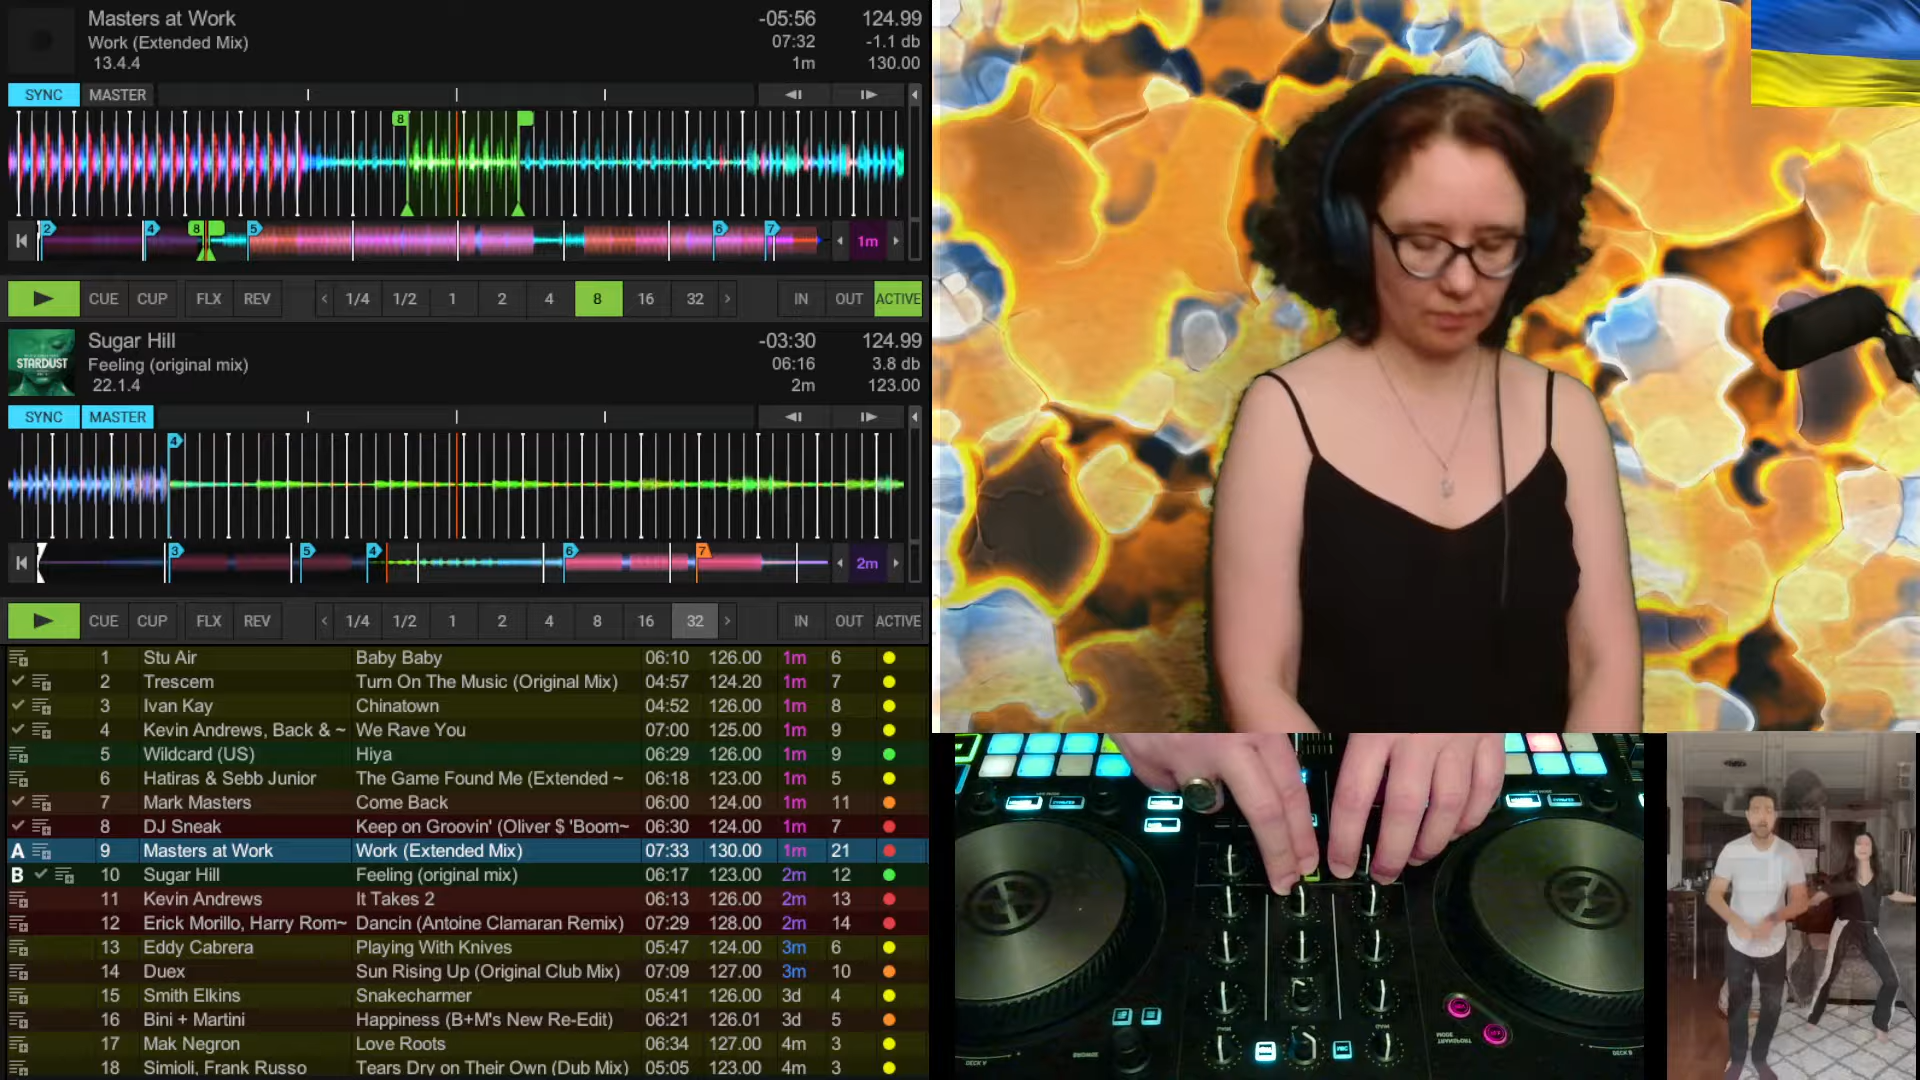 Masters at Work -05:56 124.99
Work (Extended Mix) 07:32 -1.1 db
13.4.4 1m 130.00
SYNC MASTER
8
2 4 8 5 6 7 1m
CUE CUP FLX REV 1/4 1/2 1 2 4 8 16 32 IN OUT ACTIVE
STARDUST
Sugar Hill -03:30 124.99
Feeling (original mix) 06:16 3.8 db
22.1.4 2m 123.00
SYNC MASTER
4
3 5 4 6 7 2m
CUE CUP FLX REV 1/4 1/2 1 2 4 8 16 32 IN OUT ACTIVE
1 Stu Air Baby Baby 06:10 126.00 1m 6
2 Trescem Turn On The Music (Original Mix) 04:57 124.20 1m 7
3 Ivan Kay Chinatown 04:52 126.00 1m 8
4 Kevin Andrews, Back & ~ We Rave You 07:00 125.00 1m 9
5 Wildcard (US) Hiya 06:29 126.00 1m 9
6 Hatiras & Sebb Junior The Game Found Me (Extended ~ 06:18 123.00 1m 5
7 Mark Masters Come Back 06:00 124.00 1m 11
8 DJ Sneak Keep on Groovin' (Oliver $ 'Boom~ 06:30 124.00 1m 7
A 9 Masters at Work Work (Extended Mix) 07:33 130.00 1m 21
B 10 Sugar Hill Feeling (original mix) 06:17 123.00 2m 12
11 Kevin Andrews It Takes 2 06:13 126.00 2m 13
12 Erick Morillo, Harry Rom~ Dancin (Antoine Clamaran Remix) 07:29 128.00 2m 14
13 Eddy Cabrera Playing With Knives 05:47 124.00 3m 6
14 Duex Sun Rising Up (Original Club Mix) 07:09 127.00 3m 10
15 Smith Elkins Snakecharmer 05:41 126.00 3d 4
16 Bini + Martini Happiness (B+M's New Re-Edit) 06:21 126.01 3d 5
17 Mak Negron Love Roots 06:34 127.00 4m 3
18 Simioli, Frank Russo Tears Dry on Their Own (Dub Mix) 05:05 123.00 4m 3